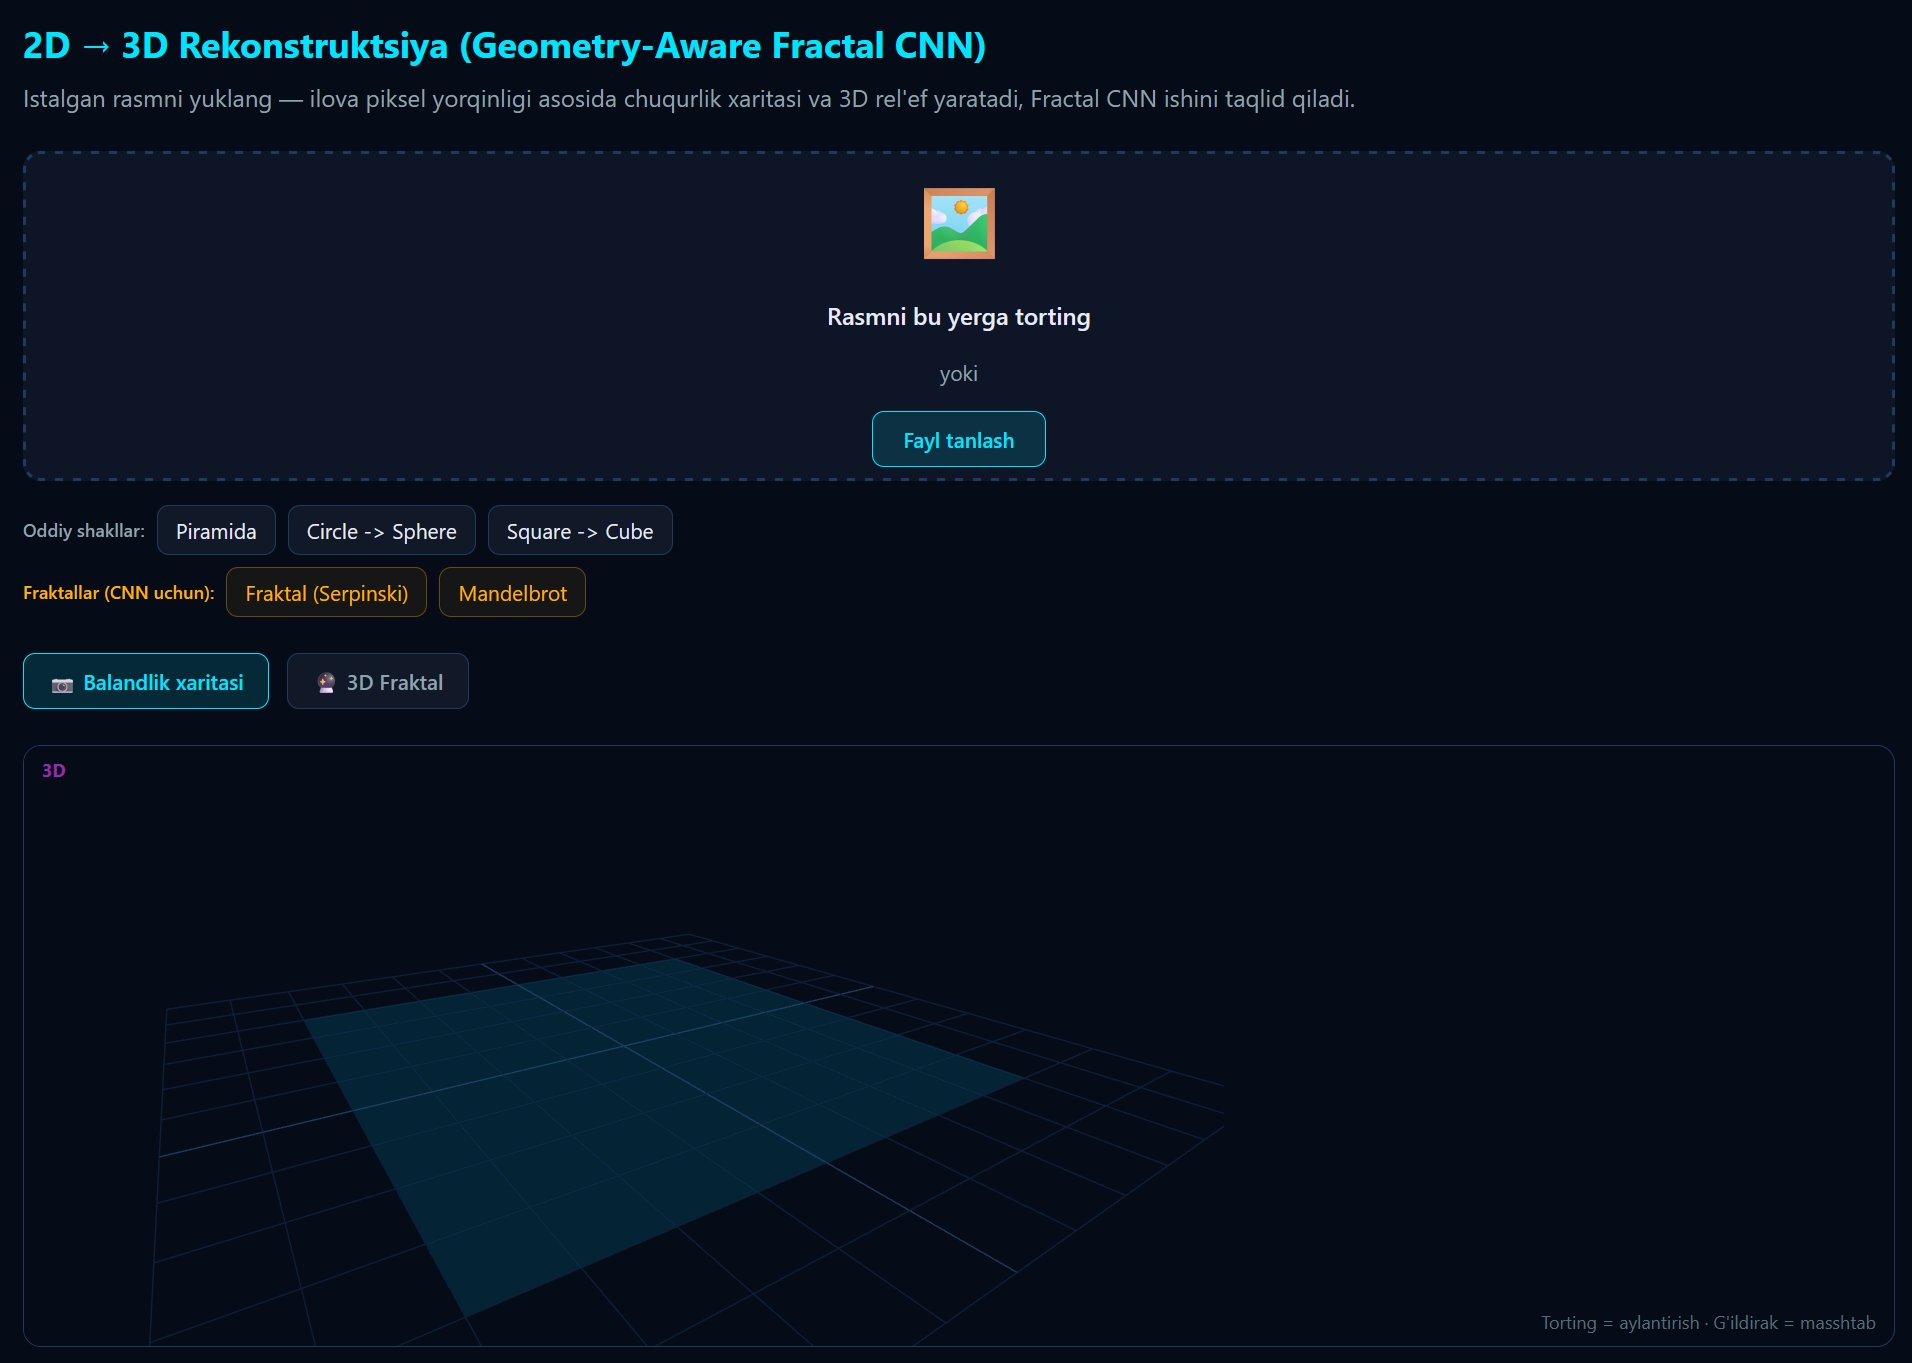 2D → 3D Rekonstruktsiya (Geometry-Aware Fractal CNN)
Istalgan rasmni yuklang — ilova piksel yorqinligi asosida chuqurlik xaritasi va 3D rel'ef yaratadi, Fractal CNN ishini taqlid qiladi.
Rasmni bu yerga torting
yoki
Fayl tanlash
Oddiy shakllar: Piramida Circle -> Sphere Square -> Cube
Fraktallar (CNN uchun): Fraktal (Serpinski) Mandelbrot
Balandlik xaritasi 3D Fraktal
3D
Torting = aylantirish · G'ildirak = masshtab